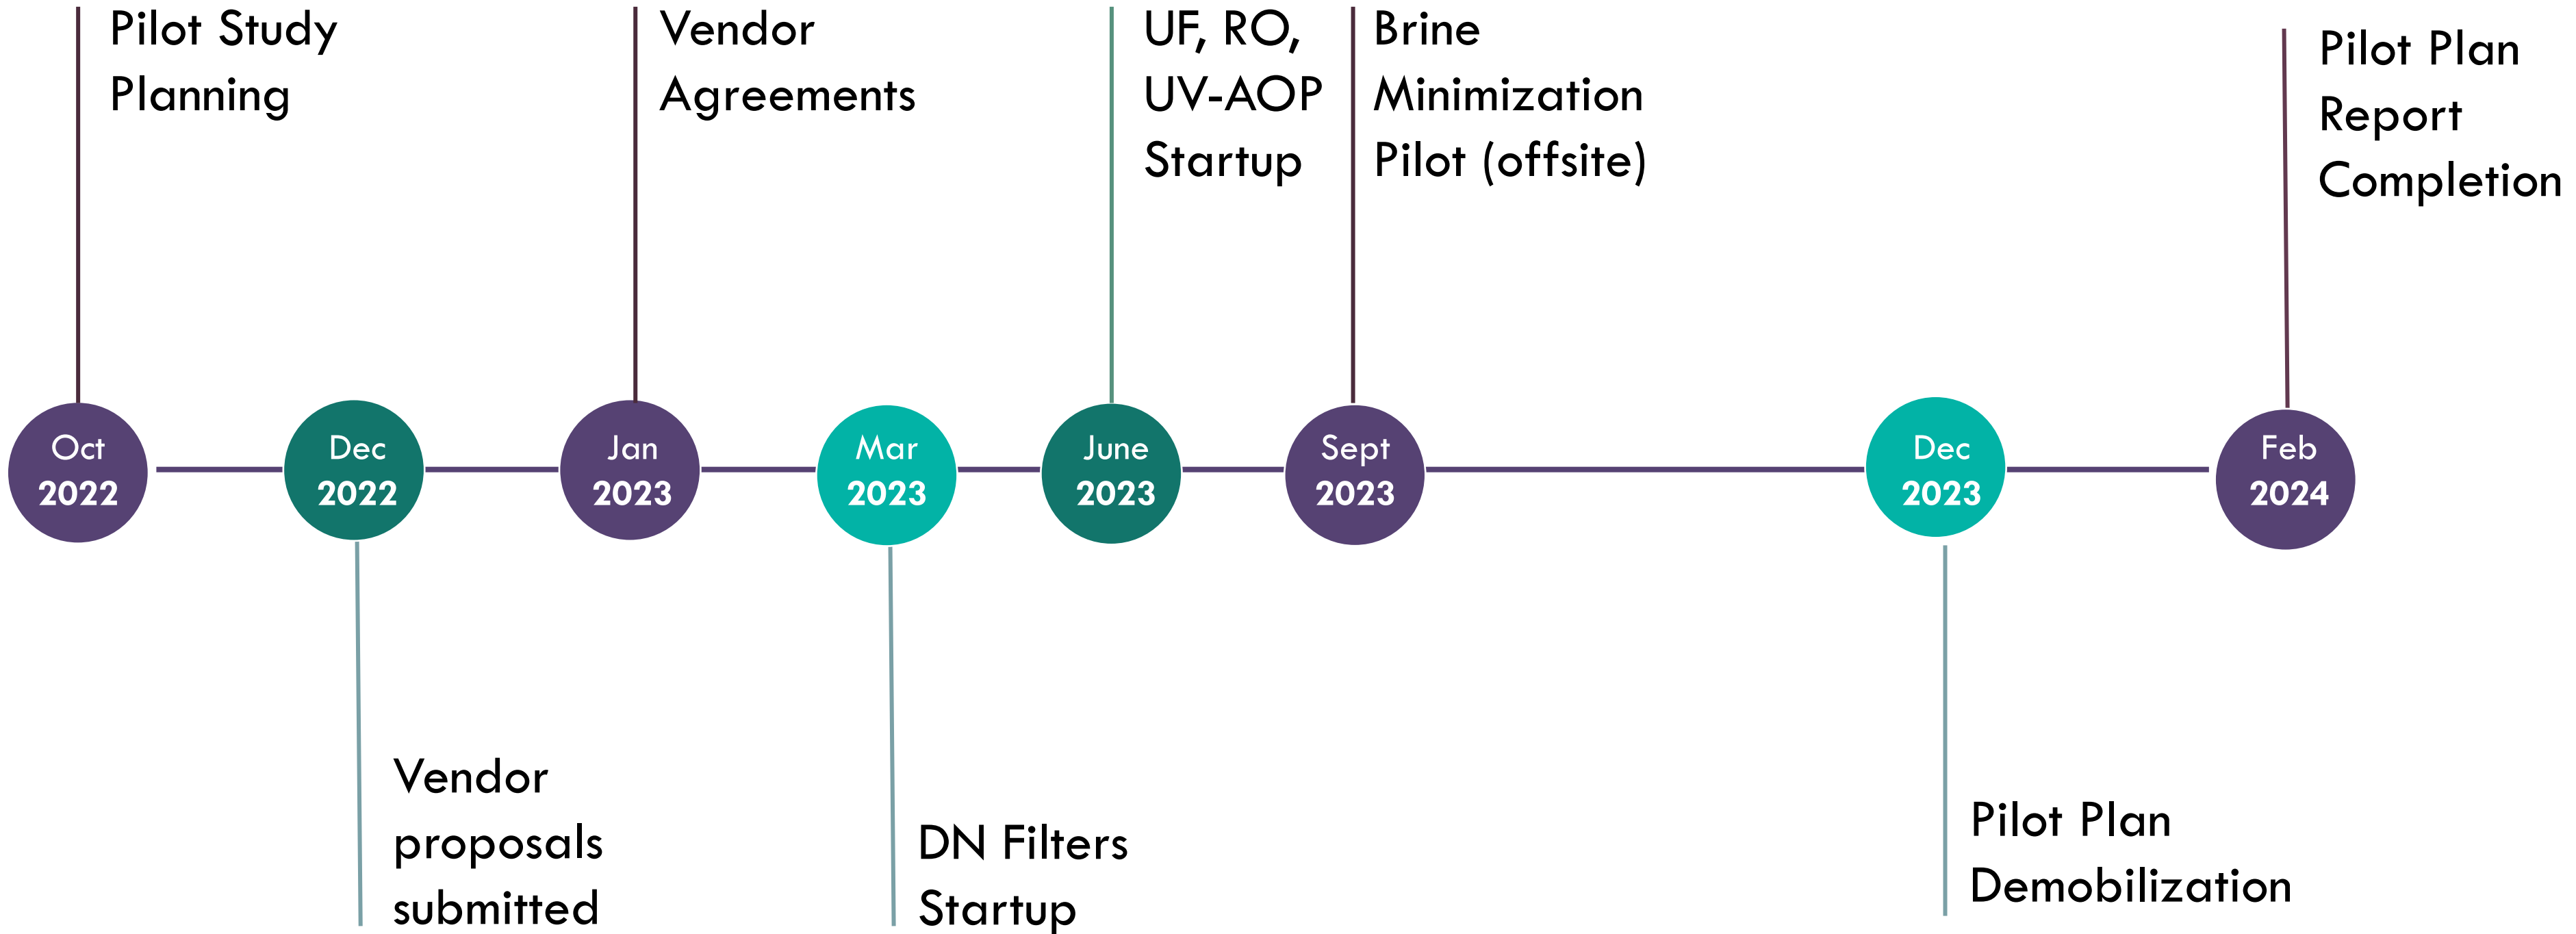 Pilot Study
Planning
Vendor
Agreements
UF, RO,
UV-AOP
Startup
Brine
Minimization
Pilot (offsite)
Pilot Plan
Report
Completion
Oct
2022
Dec
2022
Jan
2023
Mar
2023
June
2023
Sept
2023
Dec
2023
Feb
2024
Vendor
proposals
submitted
DN Filters
Startup
Pilot Plan
Demobilization